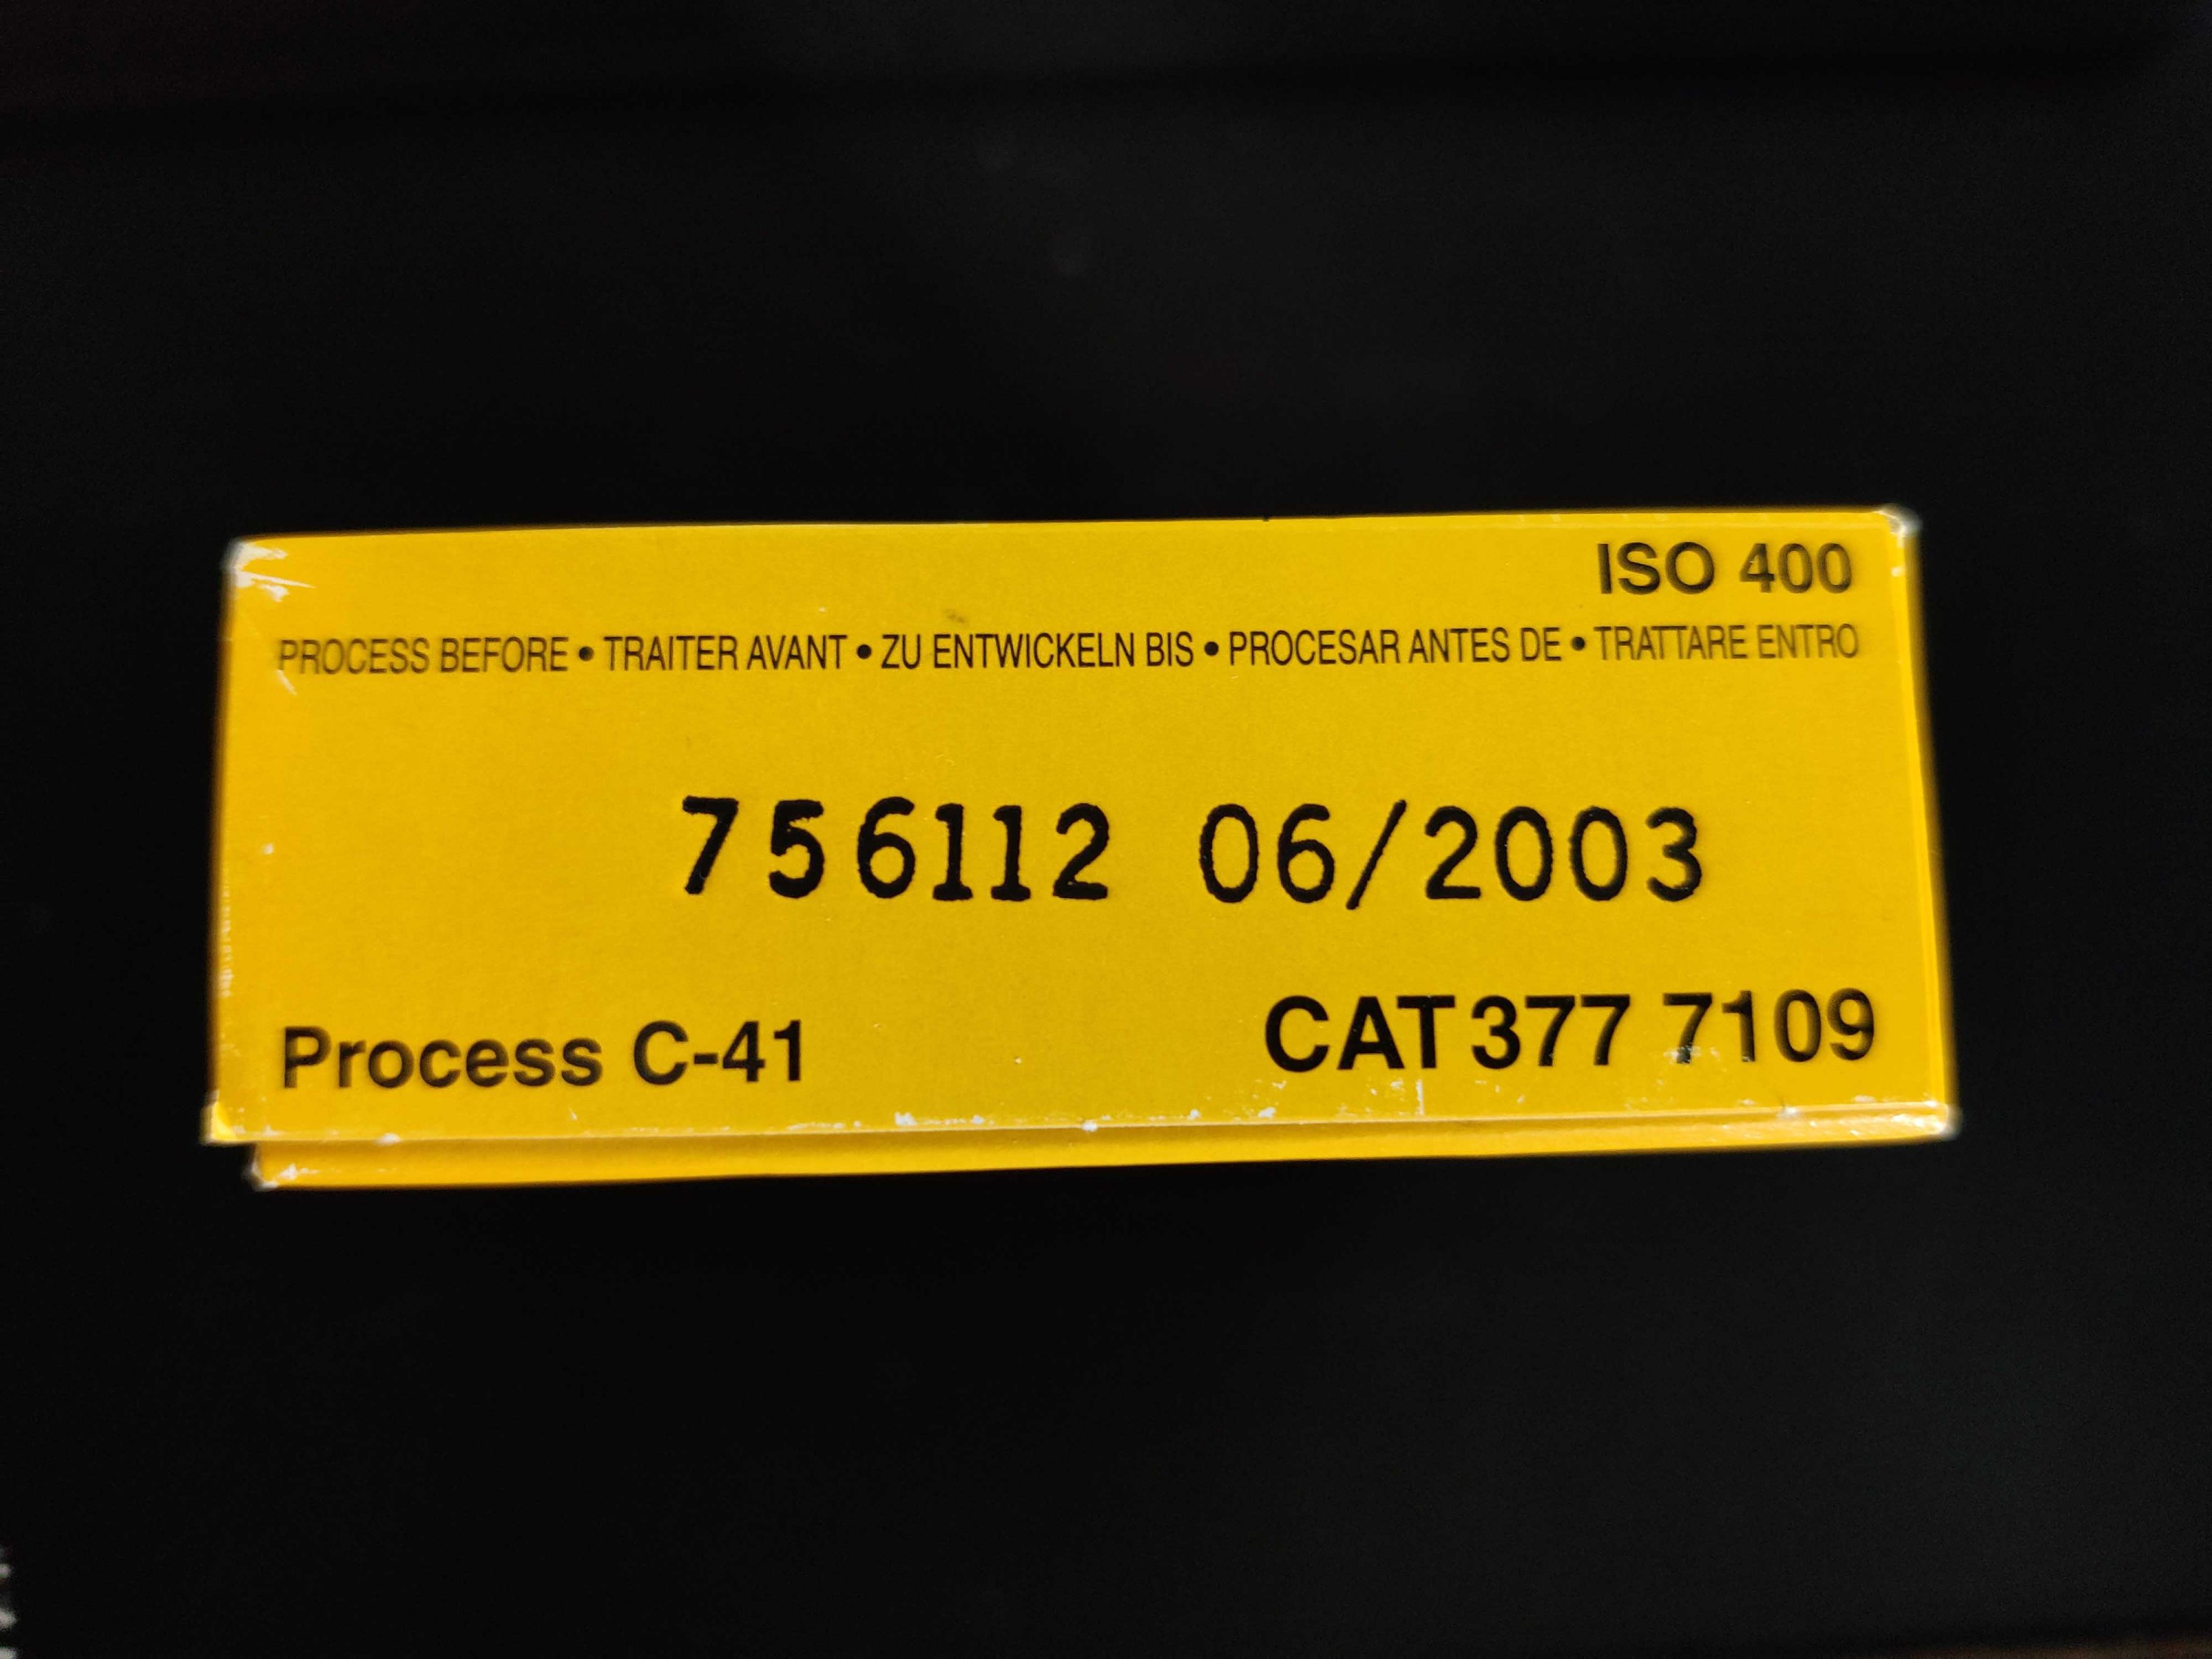 ISO 400
PROCESS BEFORE • TRAITER AVANT • ZU ENTWICKELN BIS • PROCESAR ANTES DE • TRATTARE ENTRO
756112 06/2003
Process C-41 CAT 377 7109